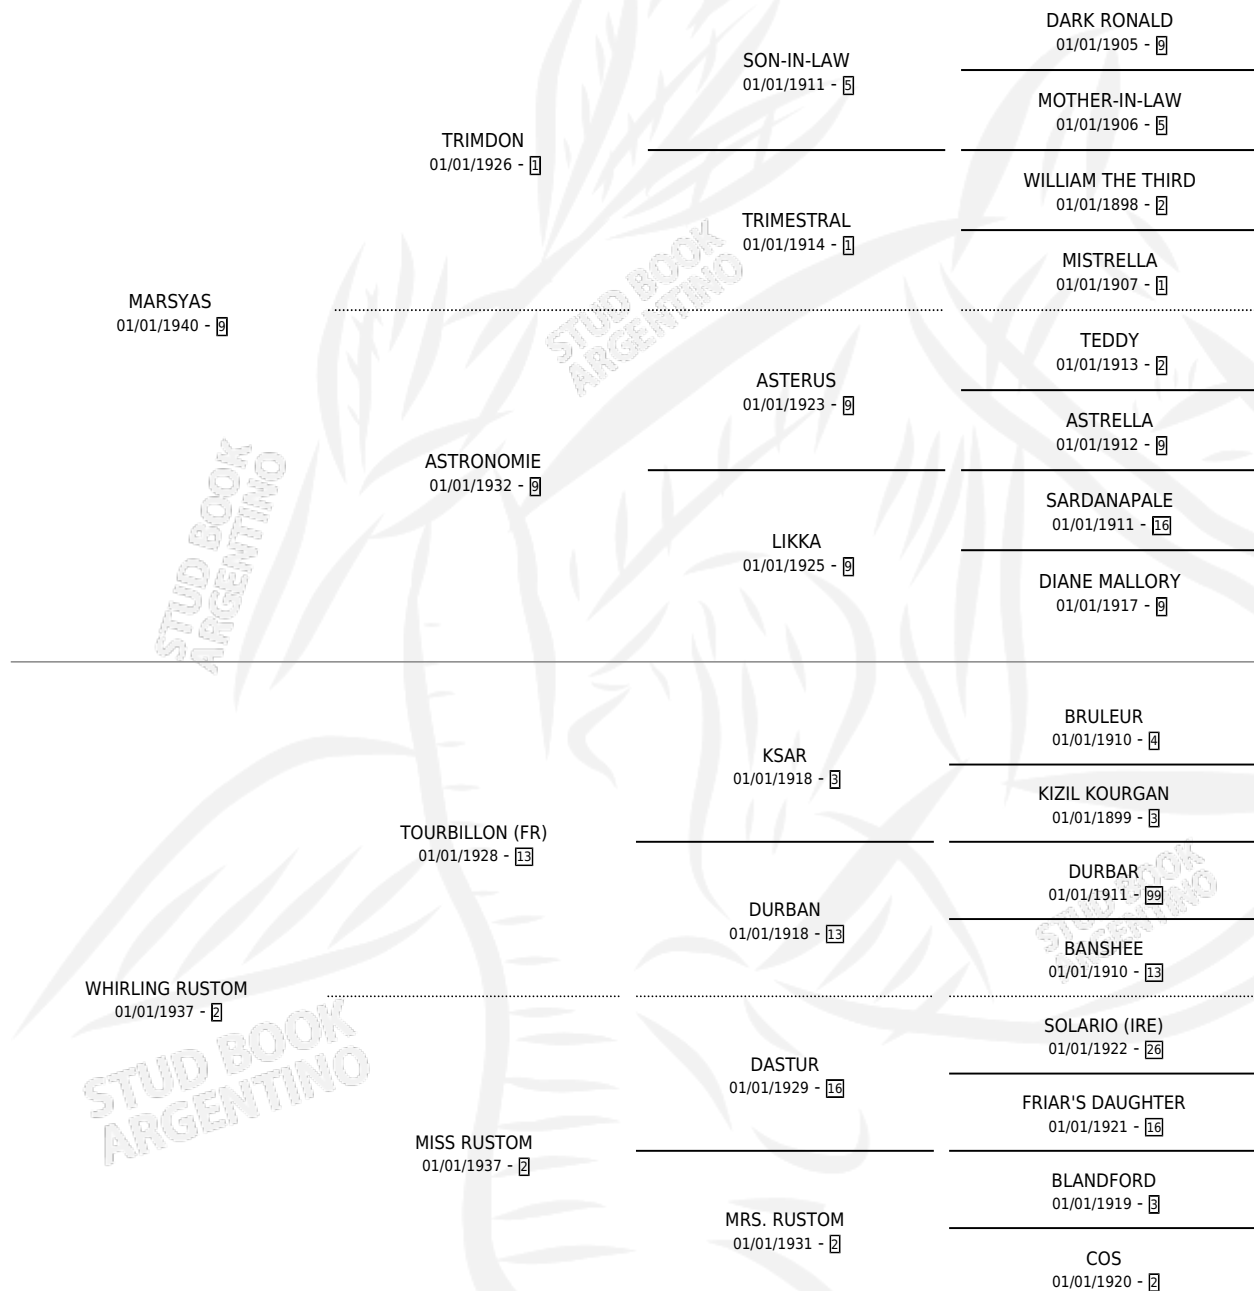 DARK RONALD
01/01/1905 - 9
SON-IN-LAW
01/01/1911 - 5
MOTHER-IN-LAW
01/01/1906 - 5
TRIMDON
01/01/1926 - 1
WILLIAM THE THIRD
01/01/1898 - 2
TRIMESTRAL
01/01/1914 - 1
MISTRELLA
01/01/1907 - 1
MARSYAS
01/01/1940 - 9
STUD BOOK
ARGENTINO
TEDDY
01/01/1913 - 2
ASTERUS
01/01/1923 - 9
ASTRELLA
01/01/1912 - 9
ASTRONOMIE
01/01/1932 - 9
SARDANAPALE
01/01/1911 - 16
LIKKA
01/01/1925 - 9
DIANE MALLORY
01/01/1917 - 9
STUD BOOK
ARGENTINO
BRULEUR
01/01/1910 - 4
KSAR
01/01/1918 - 3
KIZIL KOURGAN
01/01/1899 - 3
TOURBILLON (FR)
01/01/1928 - 13
DURBAR
01/01/1911 - 99
DURBAN
01/01/1918 - 13
BANSHEE
01/01/1910 - 13
STUD BOOK
ARGENTINO
WHIRLING RUSTOM
01/01/1937 - 2
SOLARIO (IRE)
01/01/1922 - 26
DASTUR
01/01/1929 - 16
FRIAR'S DAUGHTER
01/01/1921 - 16
STUD BOOK
ARGENTINO
MISS RUSTOM
01/01/1937 - 2
BLANDFORD
01/01/1919 - 3
MRS. RUSTOM
01/01/1931 - 2
COS
01/01/1920 - 2